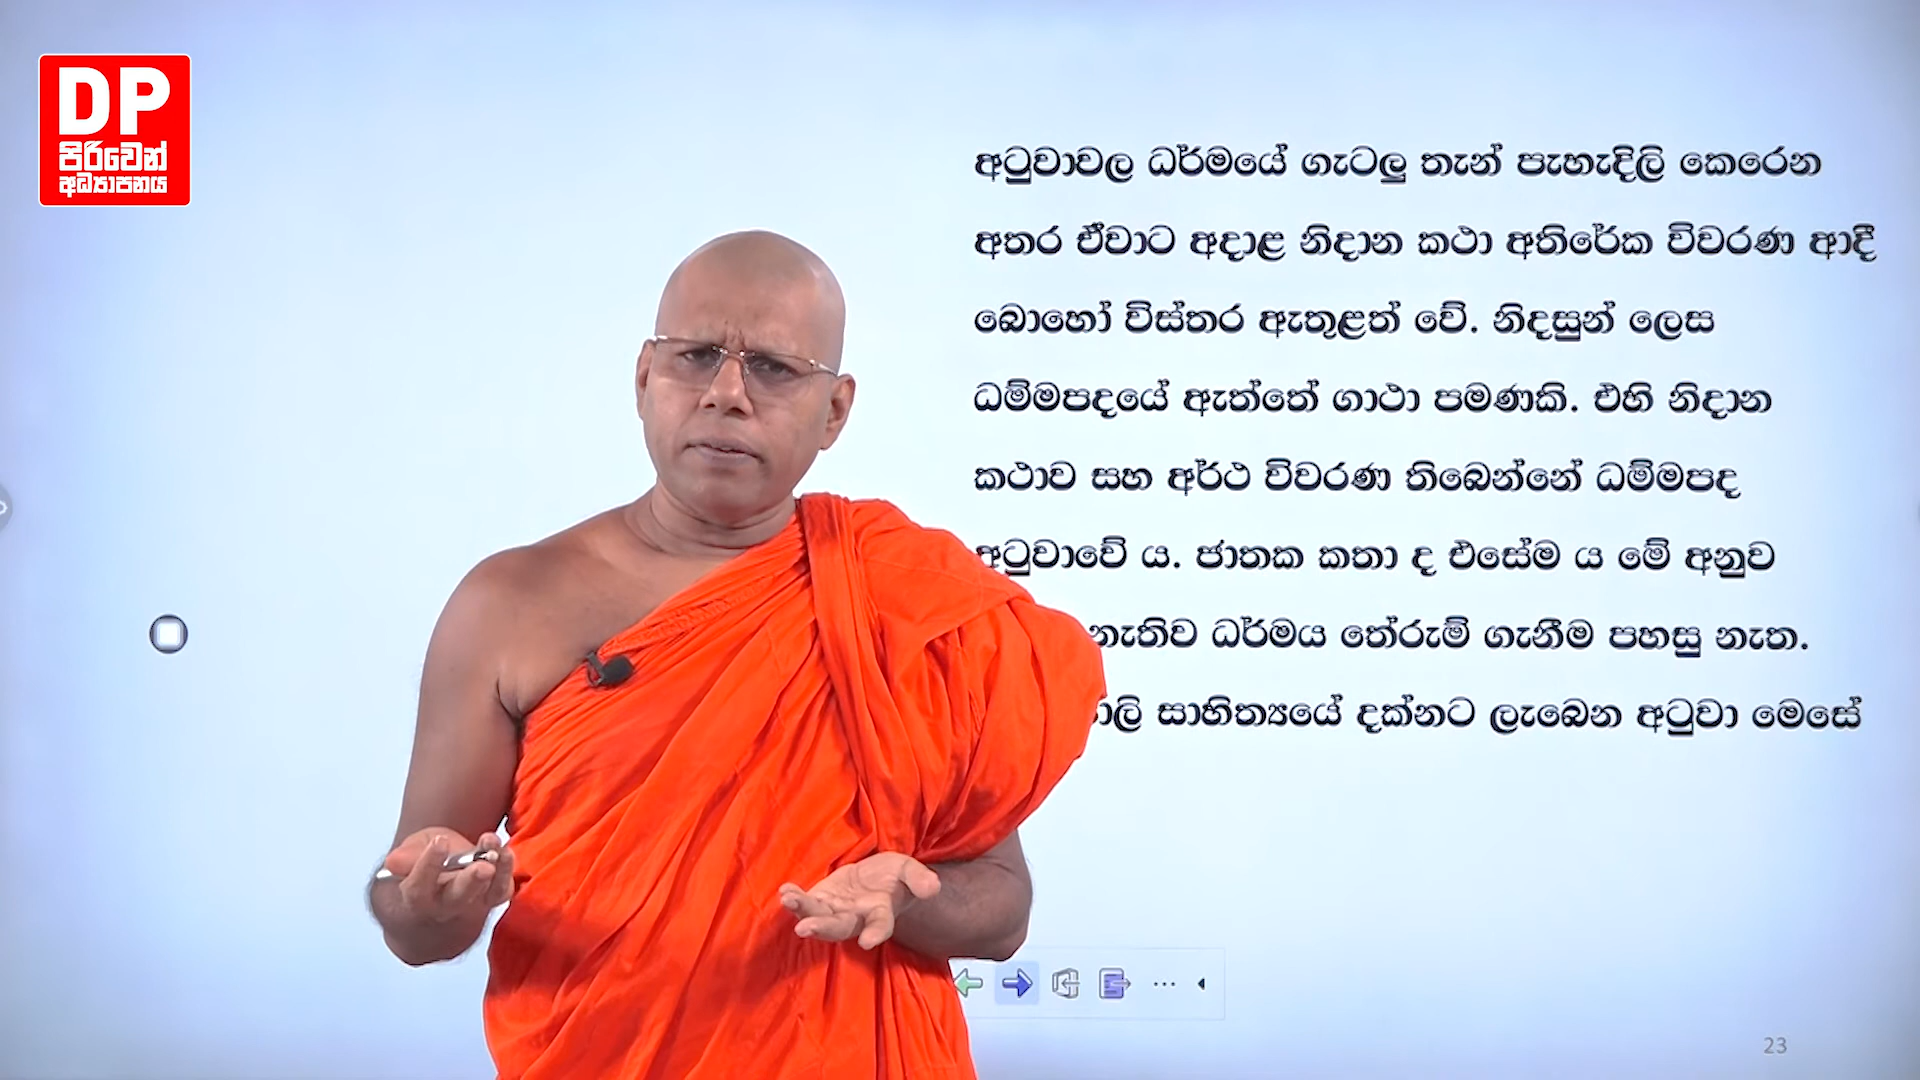 DP
පිරිවෙන්
අධ්‍යාපනය
අටුවාවල ධර්මයේ ගැටලු තැන් පැහැදිලි කෙරෙන
අතර ඒවාට අදාළ නිදාන කථා අතිරේක විවරණ ආදී
බොහෝ විස්තර ඇතුළත් වේ. නිදසුන් ලෙස
ධම්මපදයේ ඇත්තේ ගාථා පමණකි. එහි නිදාන
කථාව සහ අර්ථ විවරණ තිබෙන්නේ ධම්මපද
අටුවාවේ ය. ජාතක කතා ද එසේම ය මේ අනුව
නැතිව ධර්මය තේරුම් ගැනීම පහසු නැත.
සාහිත්‍යයේ දක්නට ලැබෙන අටුවා මෙසේ
23